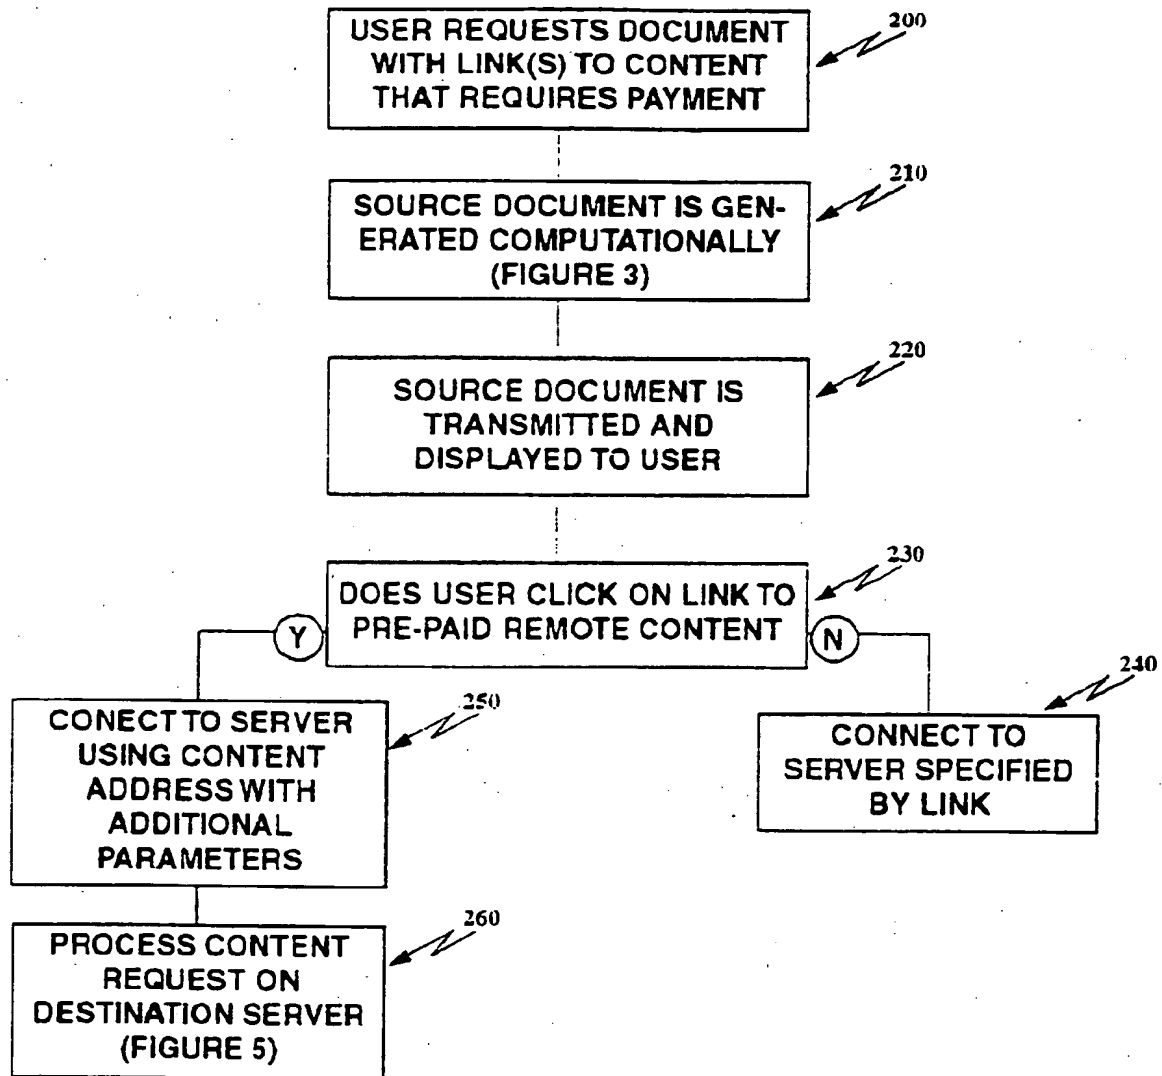 USER REQUESTS DOCUMENT
WITH LINK(S) TO CONTENT
THAT REQUIRES PAYMENT
200
SOURCE DOCUMENT IS GEN-
ERATED COMPUTATIONALLY
(FIGURE 3)
210
SOURCE DOCUMENT IS
TRANSMITTED AND
DISPLAYED TO USER
220
DOES USER CLICK ON LINK TO
PRE-PAID REMOTE CONTENT
230
Y
N
CONECT TO SERVER
USING CONTENT
ADDRESS WITH
ADDITIONAL
PARAMETERS
250
CONNECT TO
SERVER SPECIFIED
BY LINK
240
PROCESS CONTENT
REQUEST ON
DESTINATION SERVER
(FIGURE 5)
260